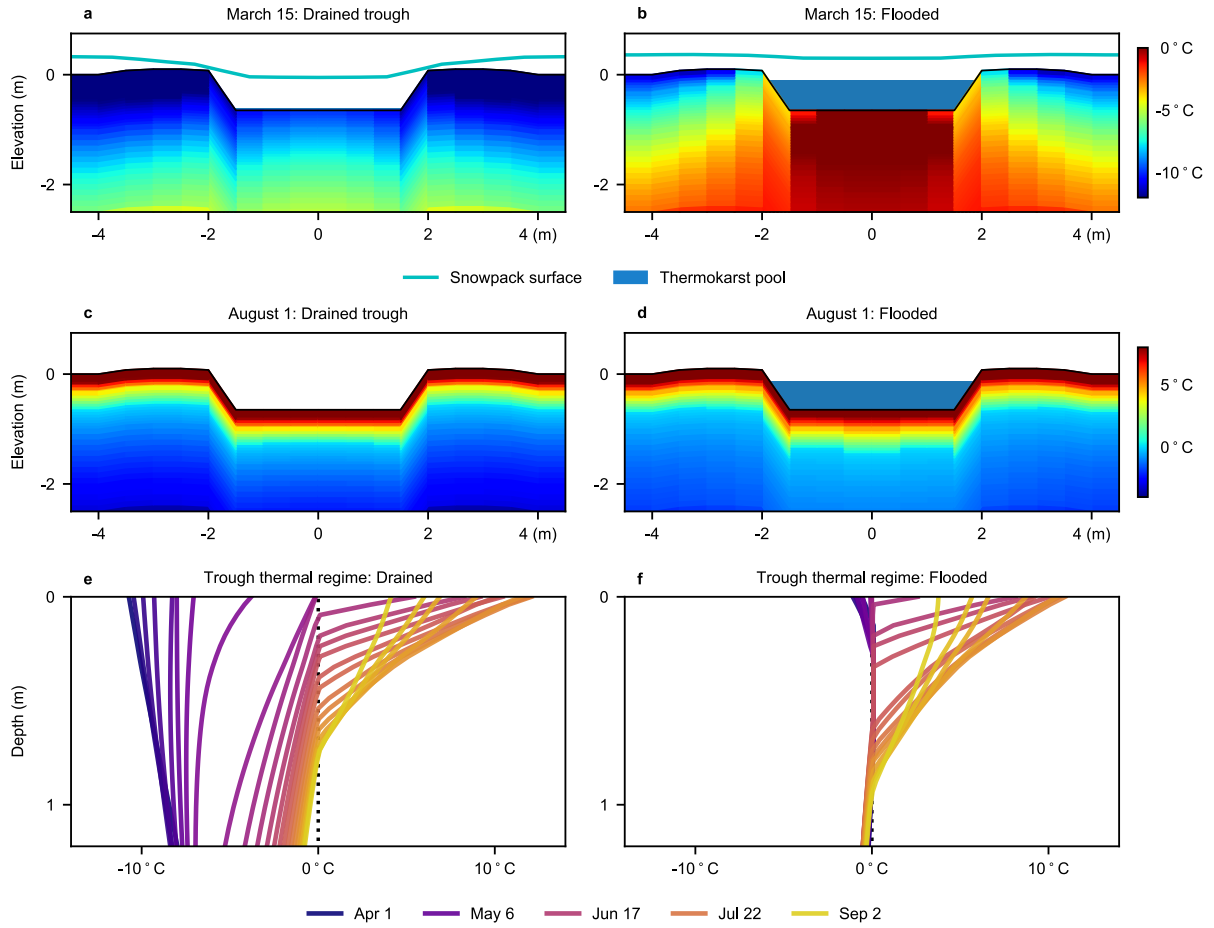 a March 15: Drained trough
b March 15: Flooded
Elevation (m)
0
-2
-4 -2 0 2 4 (m)
-4 -2 0 2 4 (m)
0
-2
0°C
-5°C
-10°C
Snowpack surface Thermokarst pool
c August 1: Drained trough
d August 1: Flooded
Elevation (m)
0
-2
-4 -2 0 2 4 (m)
0
-2
-4 -2 0 2 4 (m)
5°C
0°C
e Trough thermal regime: Drained
f Trough thermal regime: Flooded
Depth (m)
0
1
-10°C 0°C 10°C
0
1
-10°C 0°C 10°C
Apr 1 May 6 Jun 17 Jul 22 Sep 2